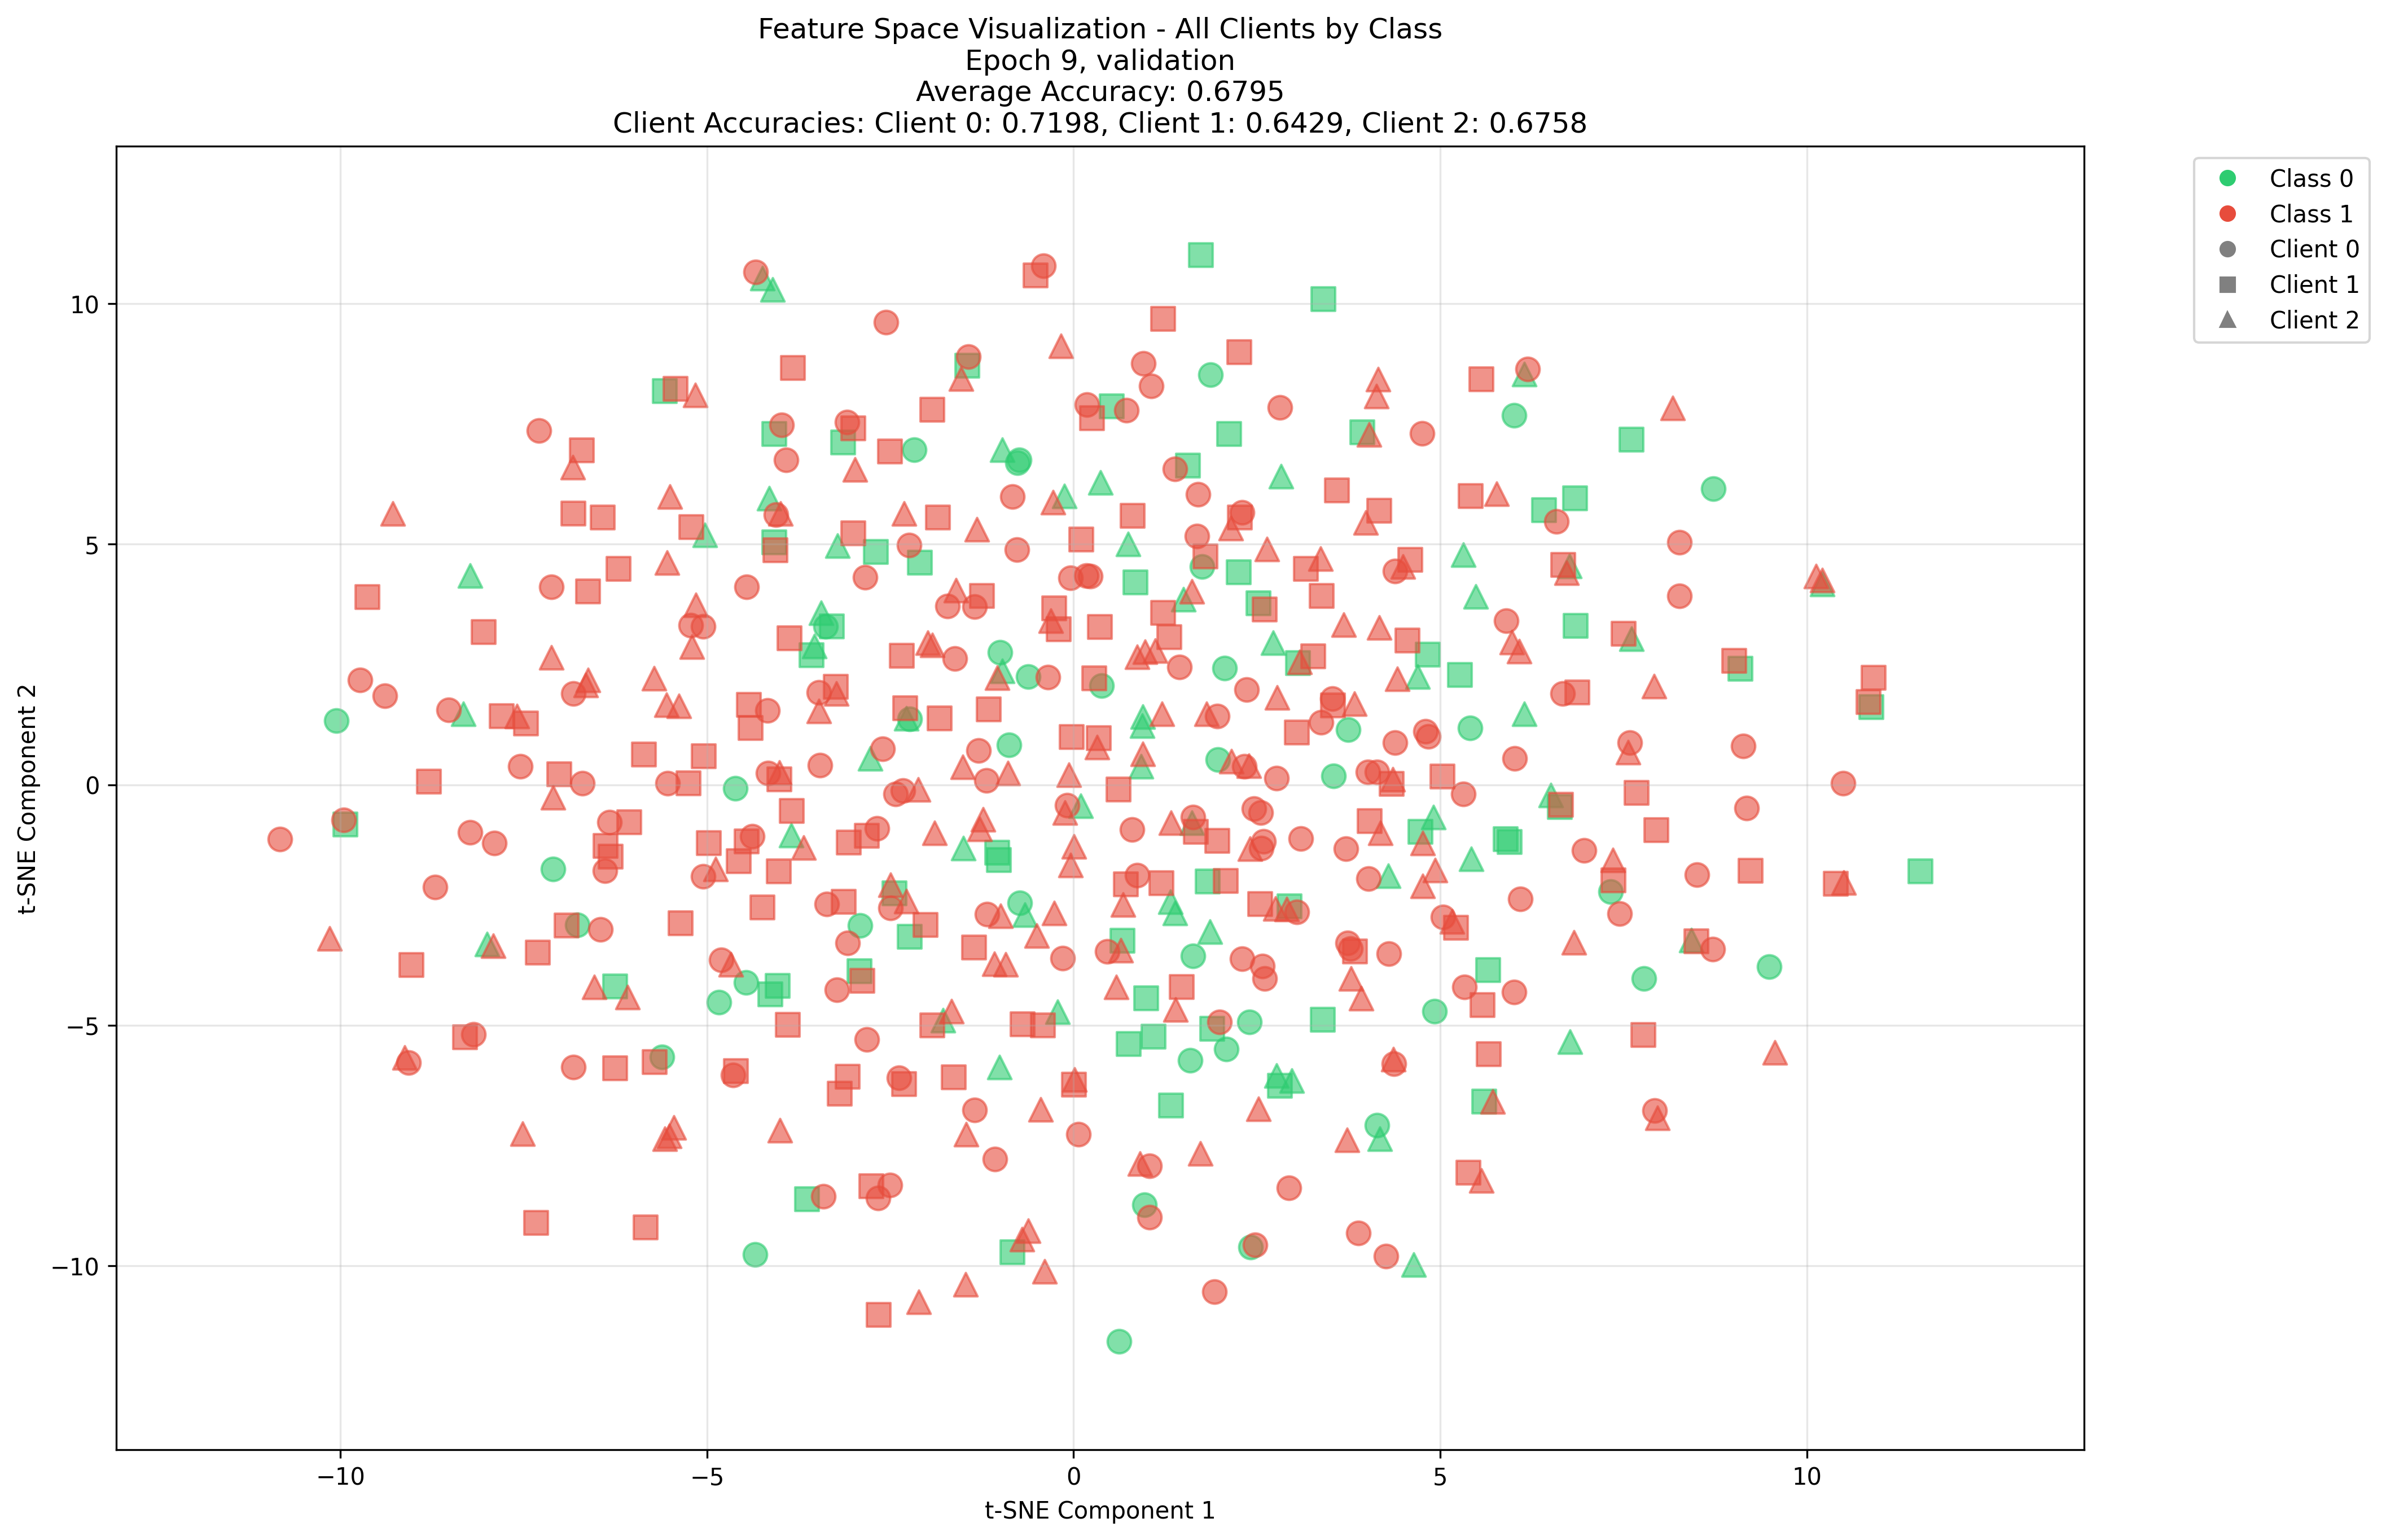 Feature Space Visualization - All Clients by Class
Epoch 9, validation
Average Accuracy: 0.6795
Client Accuracies: Client 0: 0.7198, Client 1: 0.6429, Client 2: 0.6758
Class 0
Class 1
Client 0
Client 1
Client 2
10
5
0
−5
−10
t-SNE Component 2
−10
−5
0
5
10
t-SNE Component 1